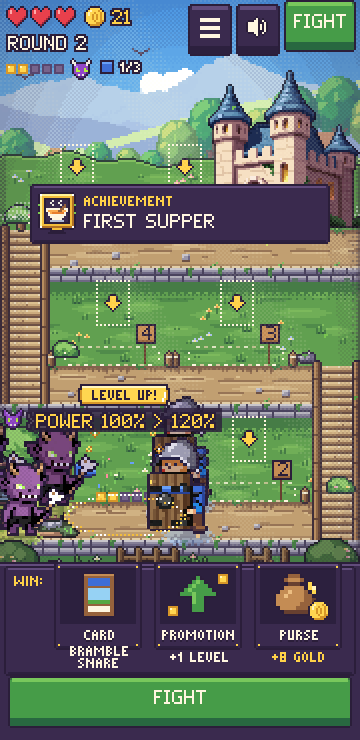 21
FIGHT
ROUND 2
1/3
ACHIEVEMENT
FIRST SUPPER
4
3
LEVEL UP!
POWER 100% > 120%
2
WIN:
CARD
BRAMBLE
SNARE
PROMOTION
+1 LEVEL
PURSE
+8 GOLD
FIGHT